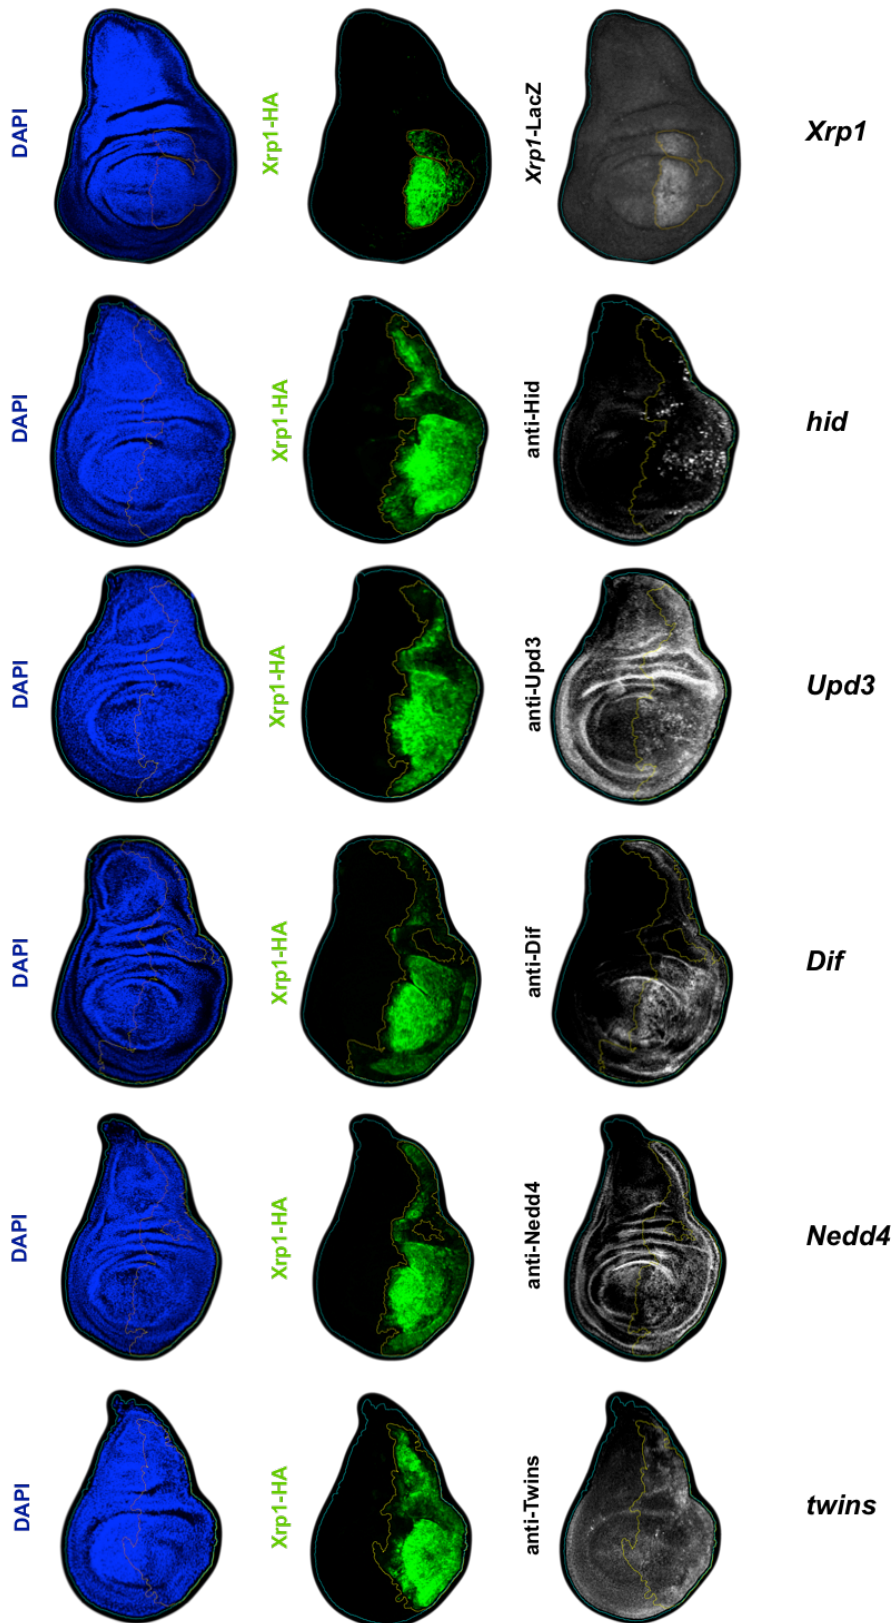 DAPI
Xrp1-HA
Xrp1-LacZ
Xrp1
DAPI
Xrp1-HA
anti-Hid
hid
DAPI
Xrp1-HA
anti-Upd3
Upd3
DAPI
Xrp1-HA
anti-Dif
Dif
DAPI
Xrp1-HA
anti-Nedd4
Nedd4
DAPI
Xrp1-HA
anti-Twins
twins